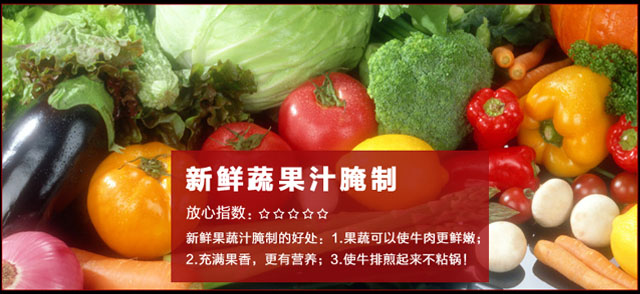 新鲜蔬果汁腌制
放心指数：☆☆☆☆☆
新鲜果蔬汁腌制的好处：1.果蔬可以使牛肉更鲜嫩；
2.充满果香，更有营养；3.使牛排煎起来不粘锅！